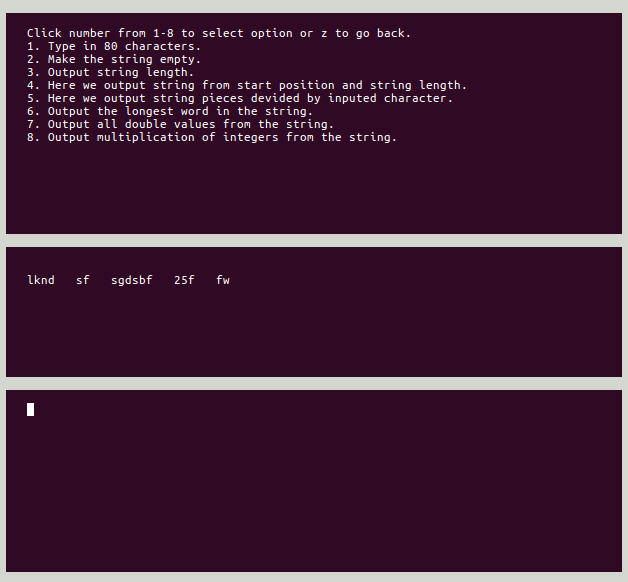 Click number from 1-8 to select option or z to go back.
1. Type in 80 characters.
2. Make the string empty.
3. Output string length.
4. Here we output string from start position and string length.
5. Here we output string pieces devided by inputed character.
6. Output the longest word in the string.
7. Output all double values from the string.
8. Output multiplication of integers from the string.
lknd   sf   sgdsbf   25f   fw